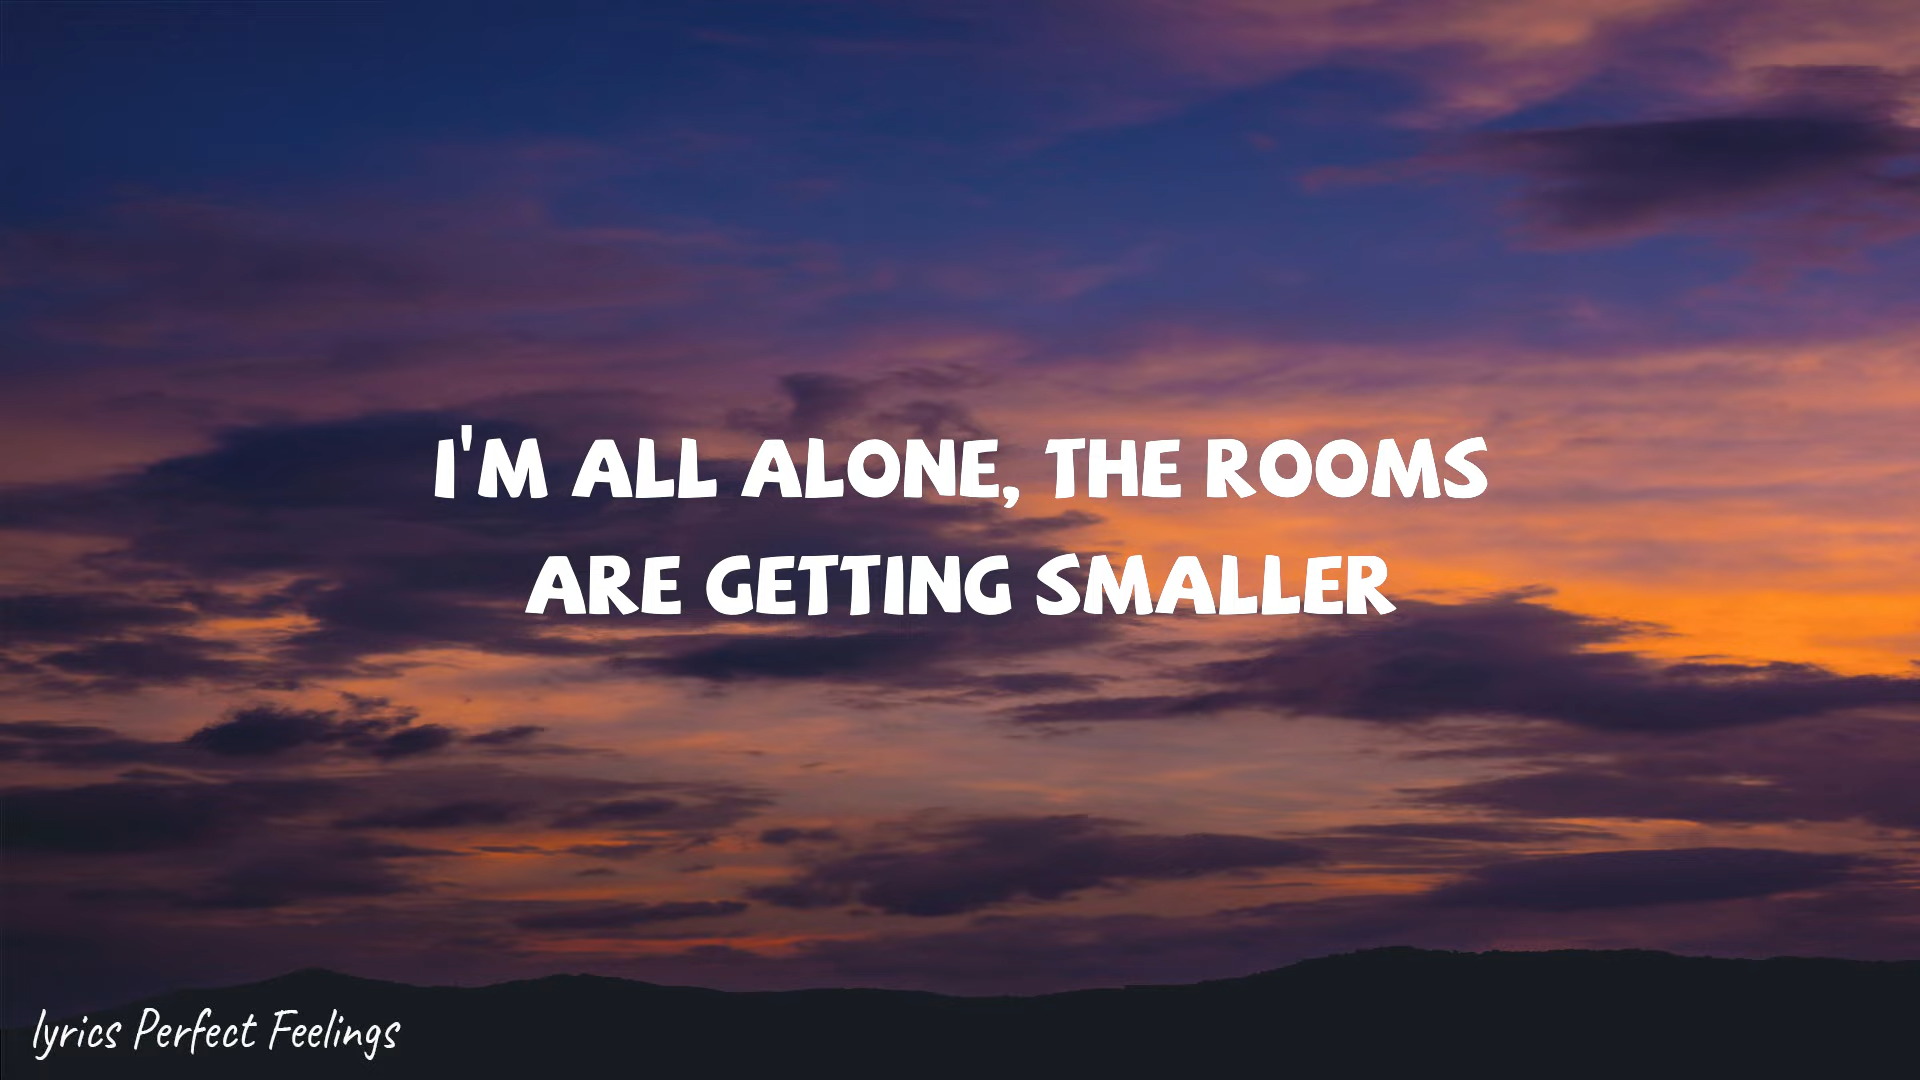 I'M ALL ALONE, THE ROOMS
ARE GETTING SMALLER
lyrics Perfect Feelings